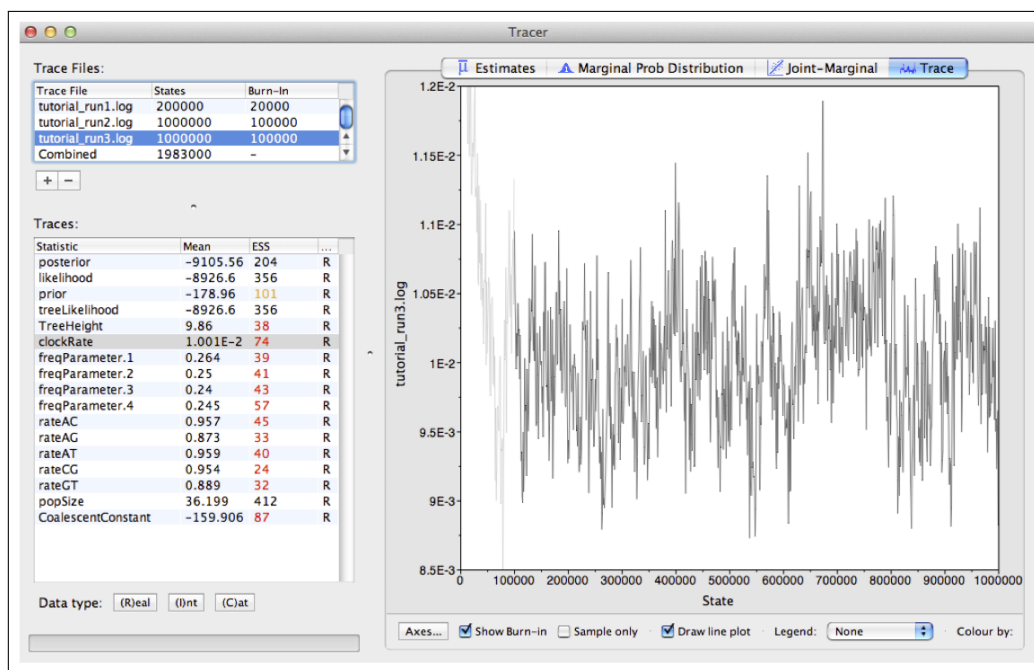 Tracer
Trace Files:
Trace File States Burn-In
tutorial_run1.log 200000 20000
tutorial_run2.log 1000000 100000
tutorial_run3.log 1000000 100000
Combined 1983000 -
+ −
Traces:
Statistic Mean ESS ...
posterior -9105.56 204 R
likelihood -8926.6 356 R
prior -178.96 101 R
treeLikelihood -8926.6 356 R
TreeHeight 9.86 38 R
clockRate 1.001E-2 74 R
freqParameter.1 0.264 39 R
freqParameter.2 0.25 41 R
freqParameter.3 0.24 43 R
freqParameter.4 0.245 57 R
rateAC 0.957 45 R
rateAG 0.873 33 R
rateAT 0.959 40 R
rateCG 0.954 24 R
rateGT 0.889 32 R
popSize 36.199 412 R
CoalescentConstant -159.906 87 R
Data type: (R)eal (I)nt (C)at
μ Estimates Marginal Prob Distribution Joint-Marginal Trace
1.2E-2
1.15E-2
1.1E-2
1.05E-2
1E-2
9.5E-3
9E-3
8.5E-3
tutorial_run3.log
0 100000 200000 300000 400000 500000 600000 700000 800000 900000 1000000
State
Axes... Show Burn-in Sample only Draw line plot Legend: None Colour by: